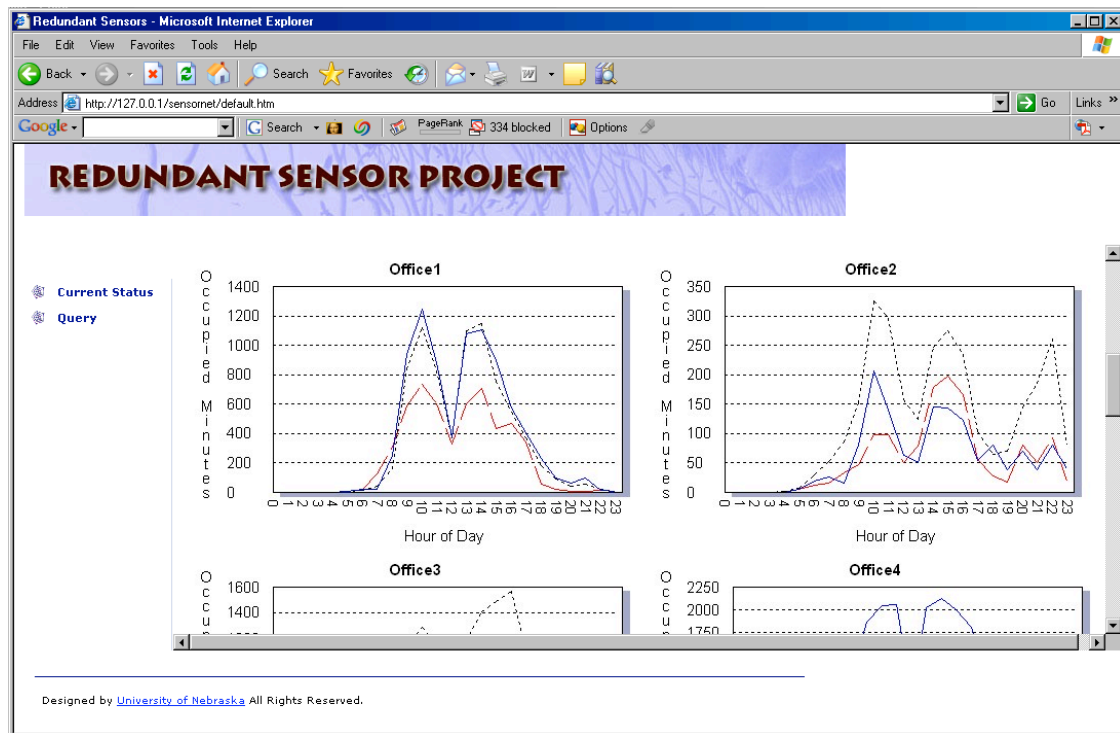 Redundant Sensors - Microsoft Internet Explorer
File Edit View Favorites Tools Help
Back Search Favorites
Address http://127.0.0.1/sensornet/default.htm Go Links »
Google Search PageRank 334 blocked Options
REDUNDANT SENSOR PROJECT
Current Status
Query
Office1
Occupied Minutes
1400
1200
1000
800
600
400
200
0
0 1 2 3 4 5 6 7 8 9 10 11 12 13 14 15 16 17 18 19 20 21 22 23
Hour of Day
Office2
Occupied Minutes
350
300
250
200
150
100
50
0
0 1 2 3 4 5 6 7 8 9 10 11 12 13 14 15 16 17 18 19 20 21 22 23
Hour of Day
Office3
Occu
1600
1400
Office4
Occu
2250
2000
1750
Designed by University of Nebraska All Rights Reserved.